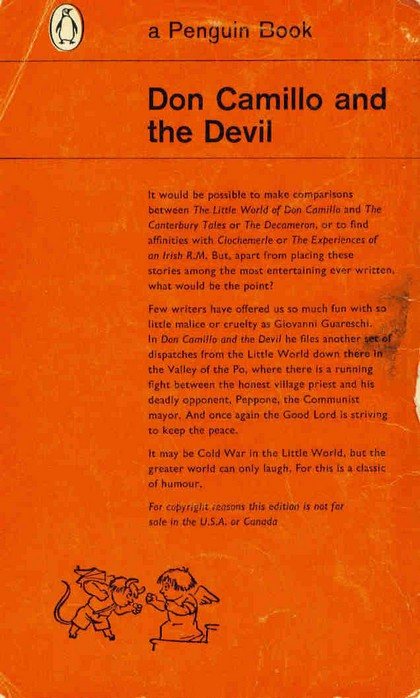 a Penguin Book
Don Camillo and
the Devil
It would be possible to make comparisons
between The Little World of Don Camillo and The
Canterbury Tales or The Decameron, or to find
affinities with Clochemerle or The Experiences of
an Irish R.M. But, apart from placing these
stories among the most entertaining ever written,
what would be the point?
Few writers have offered us so much fun with so
little malice or cruelty as Giovanni Guareschi.
In Don Camillo and the Devil he files another set of
dispatches from the Little World down there in
the Valley of the Po, where there is a running
fight between the honest village priest and his
deadly opponent, Peppone, the Communist
mayor. And once again the Good Lord is striving
to keep the peace.
It may be Cold War in the Little World, but the
greater world can only laugh. For this is a classic
of humour.
For copyright reasons this edition is not for
sale in the U.S.A. or Canada